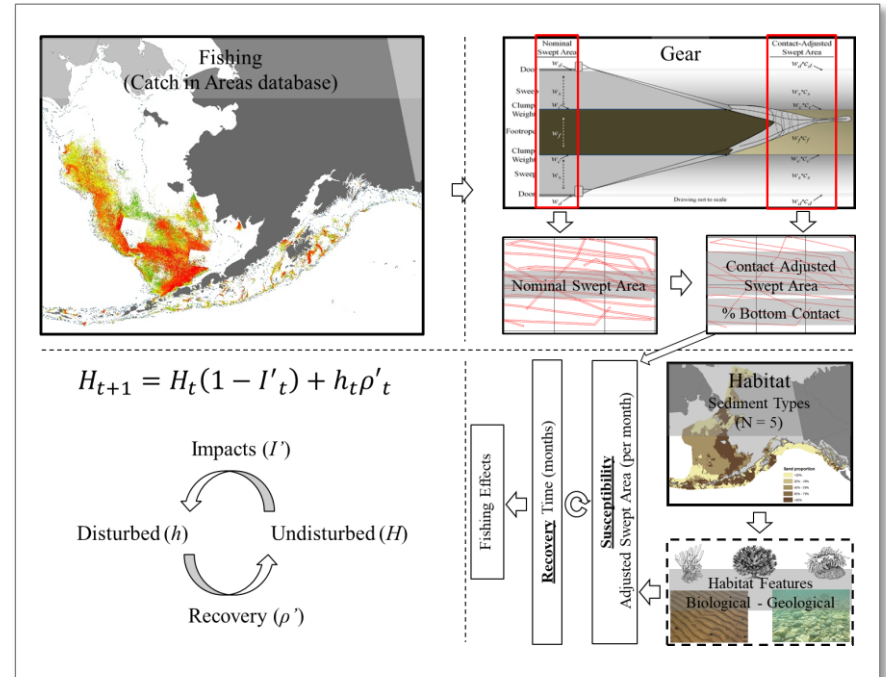 Fishing
(Catch in Areas database)
Gear
Nominal
Swept Area
Contact-Adjusted
Swept Area
Door
Sweep
Clump
Weight
Footrope
Clump
Weight
Sweep
Door
Drawing not to scale
Nominal Swept Area
Contact Adjusted
Swept Area
% Bottom Contact
H_{t+1} = H_t(1 − I'_t) + h_tρ'_t
Impacts (I')
Disturbed (h)
Undisturbed (H)
Recovery (ρ')
Fishing Effects
Recovery Time (months)
Susceptibility
Adjusted Swept Area (per month)
Habitat
Sediment Types
(N = 5)
Sand proportion
Habitat Features
Biological - Geological